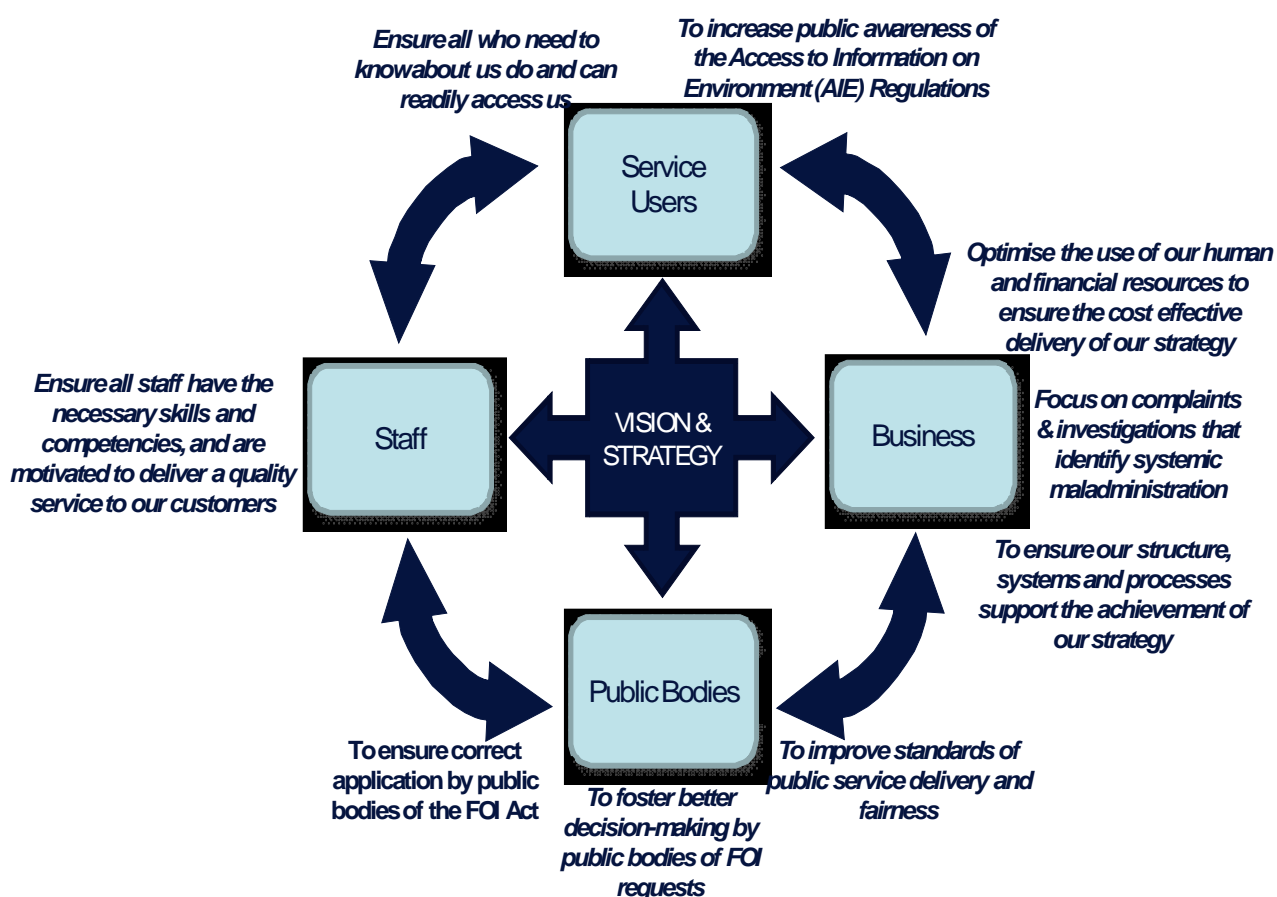 Ensure all who need to
know about us do and can
readily access us
To increase public awareness of
the Access to Information on
Environment (AIE) Regulations
Service
Users
Optimise the use of our human
and financial resources to
ensure the cost effective
delivery of our strategy
Ensure all staff have the
necessary skills and
competencies, and are
motivated to deliver a quality
service to our customers
Staff
VISION &
STRATEGY
Business
Focus on complaints
& investigations that
identify systemic
maladministration
To ensure our structure,
systems and processes
support the achievement of
our strategy
Public Bodies
To ensure correct
application by public
bodies of the FOI Act
To foster better
decision-making by
public bodies of FOI
requests
To improve standards of
public service delivery and
fairness